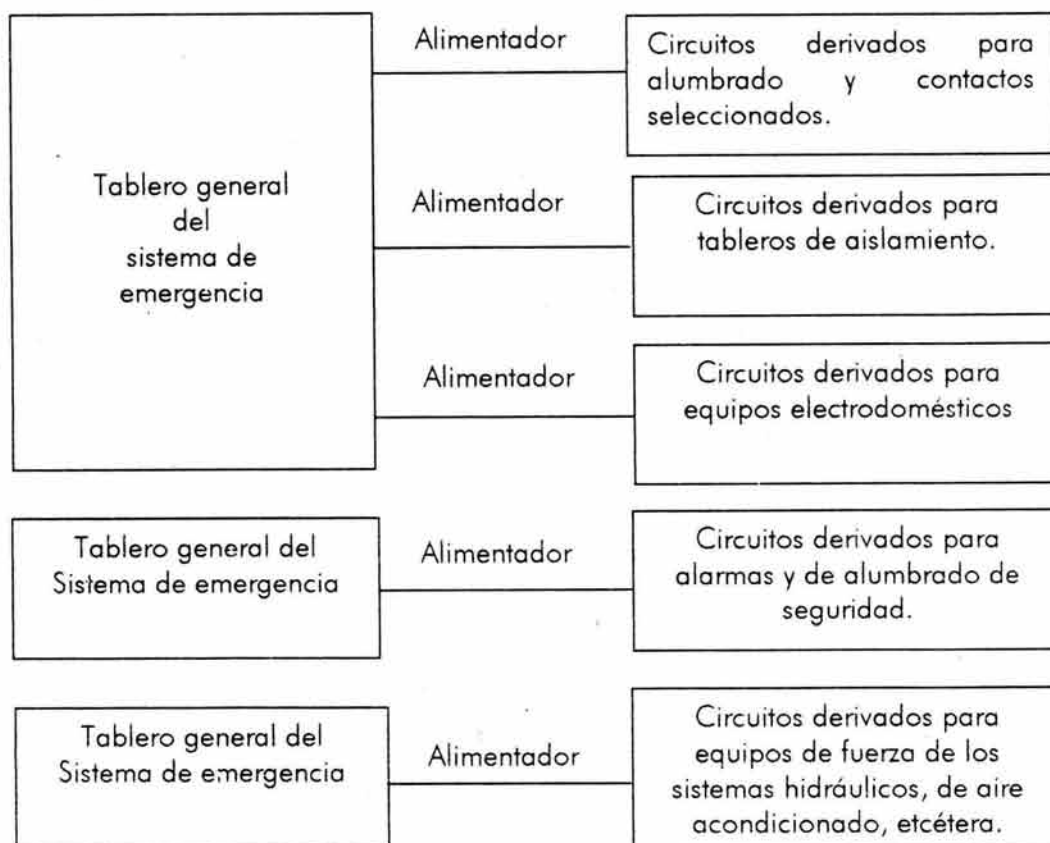 Tablero general
del
sistema de
emergencia
Alimentador
Circuitos derivados para
alumbrado y contactos
seleccionados.
Alimentador
Circuitos derivados para
tableros de aislamiento.
Alimentador
Circuitos derivados para
equipos electrodomésticos
Tablero general del
Sistema de emergencia
Alimentador
Circuitos derivados para
alarmas y de alumbrado de
seguridad.
Tablero general del
Sistema de emergencia
Alimentador
Circuitos derivados para
equipos de fuerza de los
sistemas hidráulicos, de aire
acondicionado, etcétera.